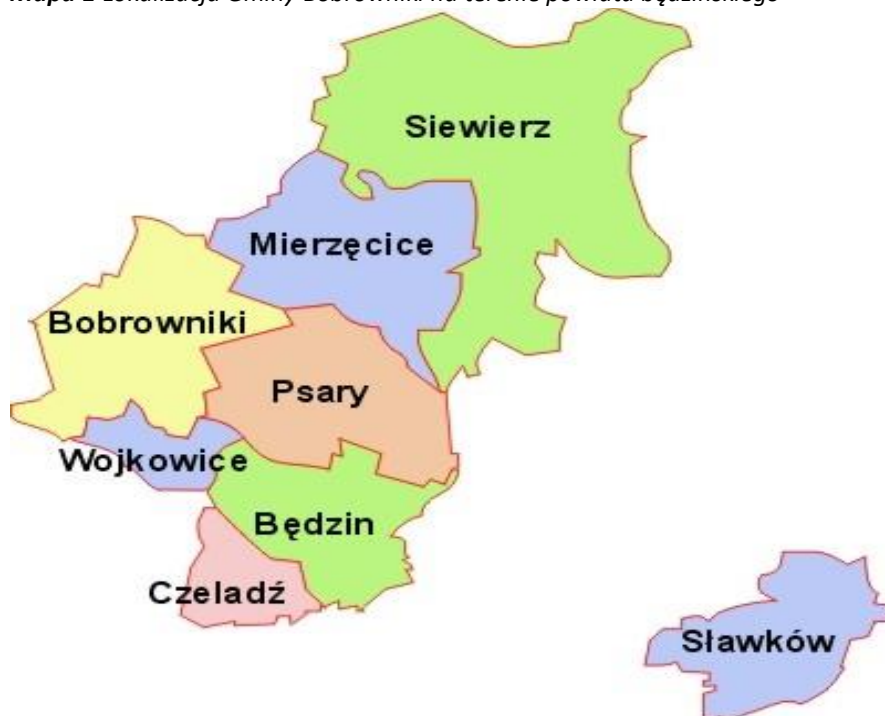 Mapa 1 Lokalizacja Gminy Bobrowniki na terenie powiatu będzińskiego
Siewierz
Mierzęcice
Bobrowniki
Psary
Wojkowice
Będzin
Czeladź
Sławków